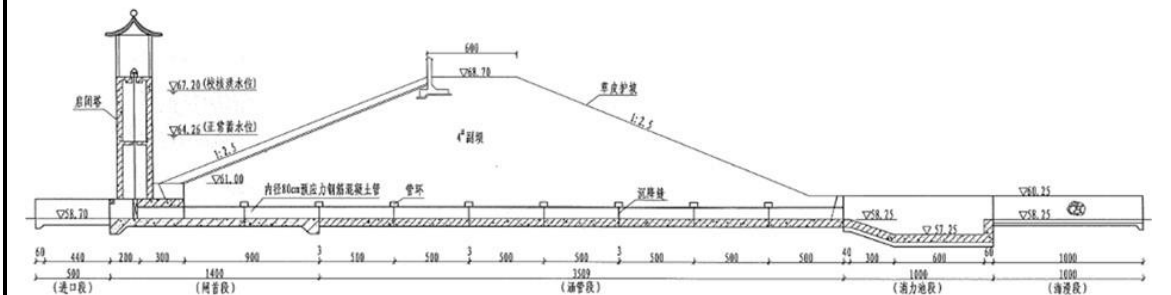 600
▽68.70
▽67.20(校核洪水位)
草皮护坡
启闭塔
▽64.26(正常蓄水位)
1:2.5
4#副坝
1:2.5
▽61.00
内径80cm预应力钢筋混凝土管
管环
沉降缝
▽60.25
▽58.70
▽58.25
▽58.25
▽57.25
60 440 200 300 900 3 500 500 3 500 500 3 500 500 500 40 300 600 60 1000
500 1400 3509 1000 1000
(进口段) (闸首段) (涵管段) (消力池段) (海漫段)